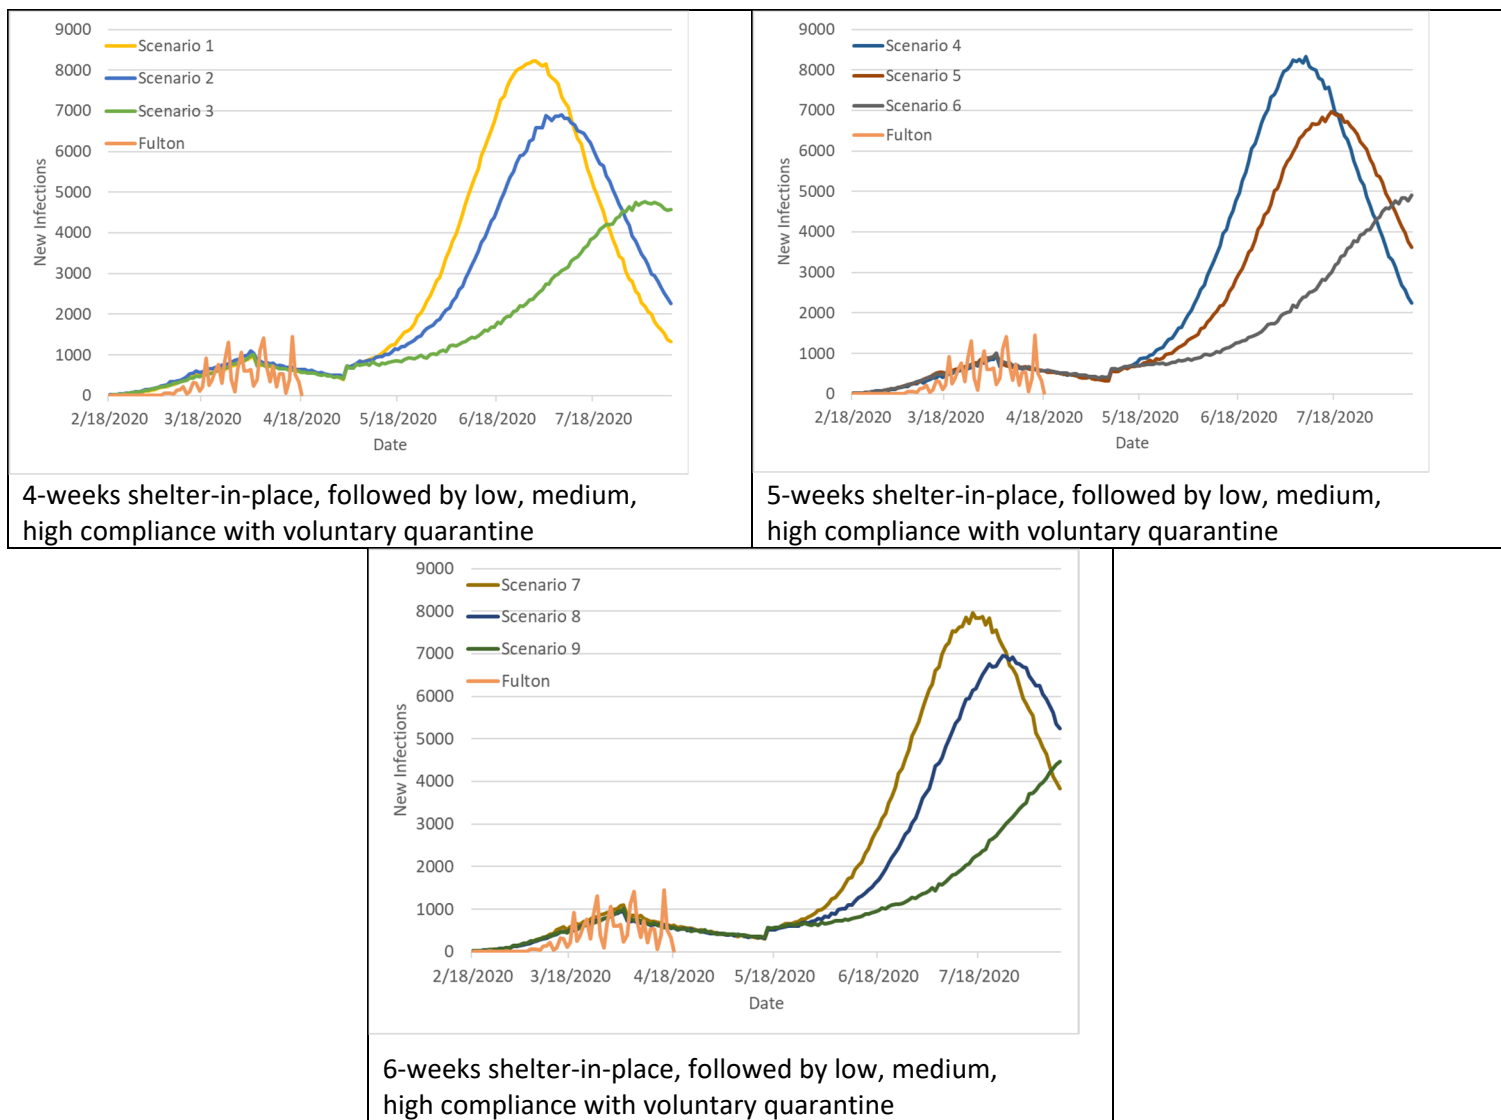 9000
8000
7000
6000
5000
4000
3000
2000
1000
0
New Infections
Scenario 1
Scenario 2
Scenario 3
Fulton
2/18/2020 3/18/2020 4/18/2020 5/18/2020 6/18/2020 7/18/2020
Date
4-weeks shelter-in-place, followed by low, medium,
high compliance with voluntary quarantine
9000
8000
7000
6000
5000
4000
3000
2000
1000
0
New Infections
Scenario 4
Scenario 5
Scenario 6
Fulton
2/18/2020 3/18/2020 4/18/2020 5/18/2020 6/18/2020 7/18/2020
Date
5-weeks shelter-in-place, followed by low, medium,
high compliance with voluntary quarantine
9000
8000
7000
6000
5000
4000
3000
2000
1000
0
New Infections
Scenario 7
Scenario 8
Scenario 9
Fulton
2/18/2020 3/18/2020 4/18/2020 5/18/2020 6/18/2020 7/18/2020
Date
6-weeks shelter-in-place, followed by low, medium,
high compliance with voluntary quarantine